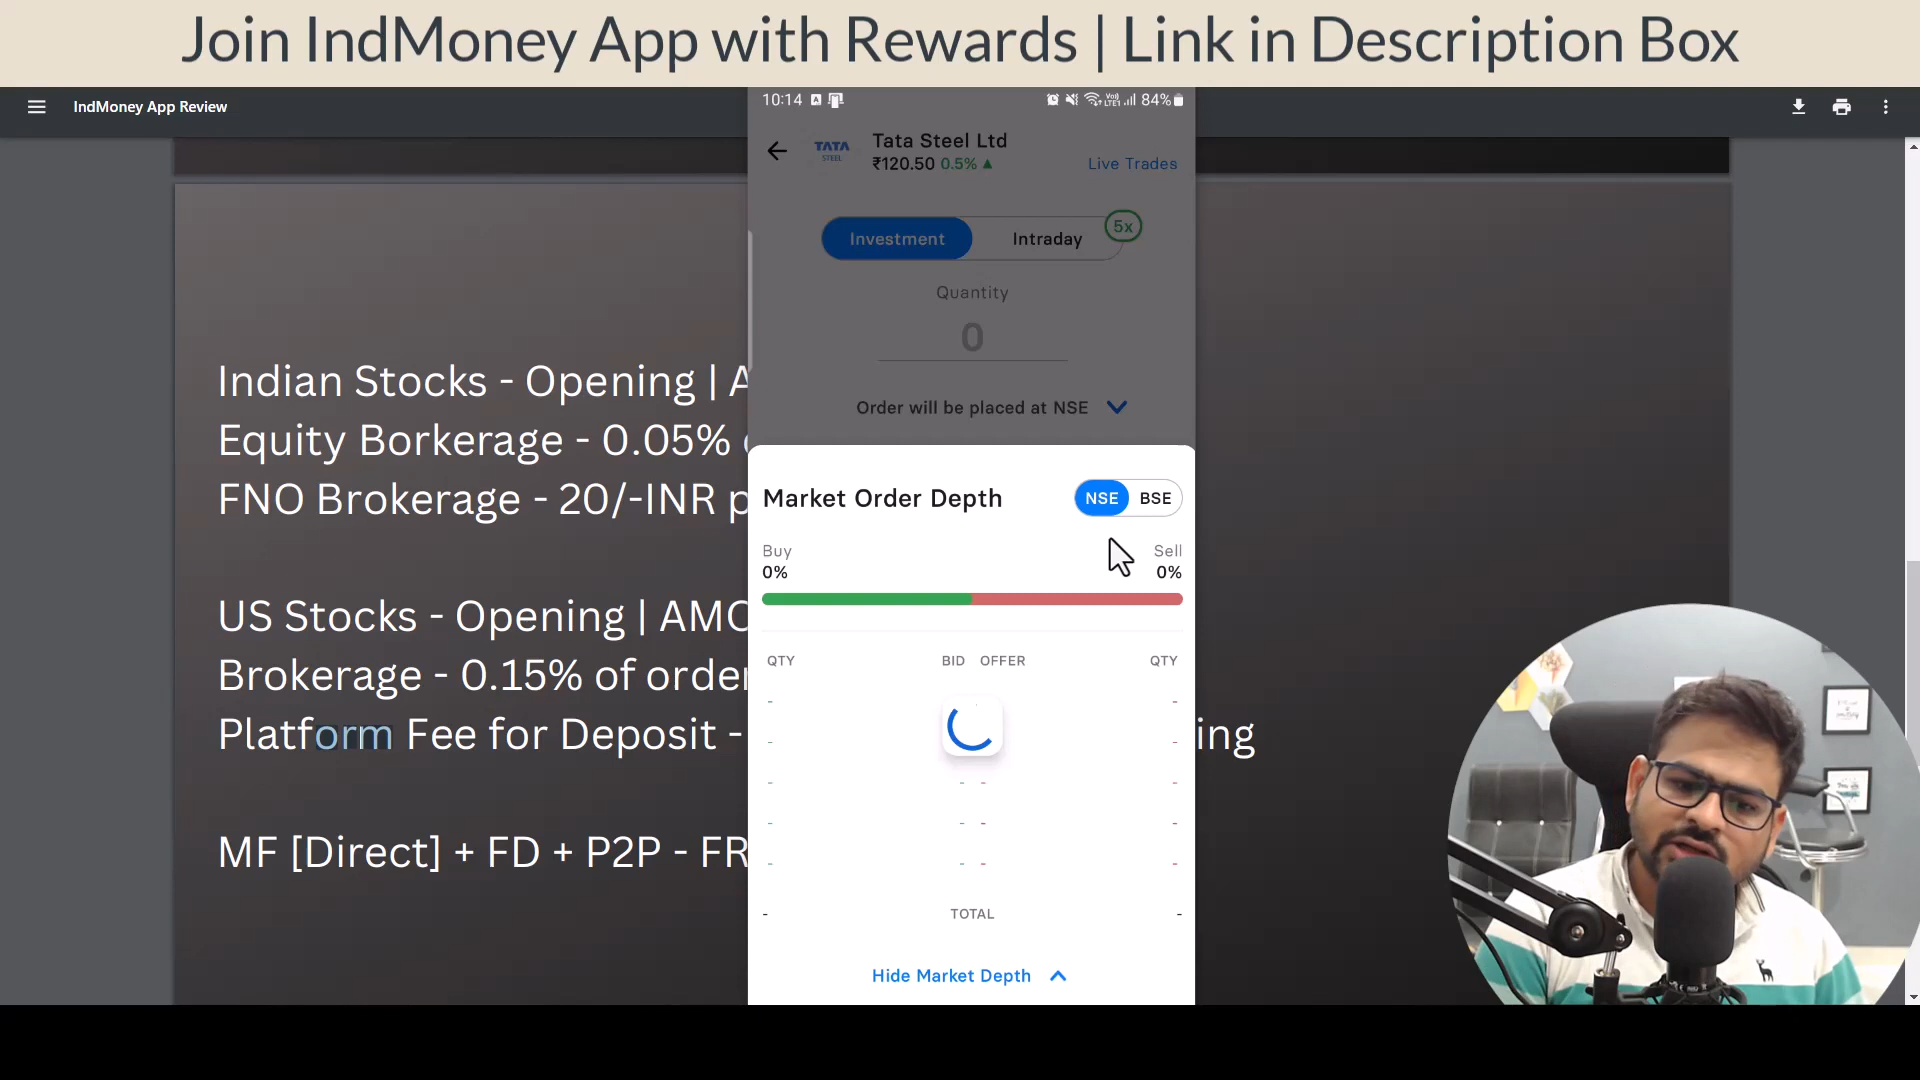 Join IndMoney App with Rewards | Link in Description Box
IndMoney App Review
10:14
84%
TATA
STEEL
Tata Steel Ltd
₹120.50 0.5% ▲
Live Trades
Investment
Intraday
5x
Quantity
0
Order will be placed at NSE
Market Order Depth
NSE
BSE
Buy
Sell
0%
0%
QTY
BID
OFFER
QTY
- -
- -
- - - -
- - - -
- - - -
- TOTAL -
Hide Market Depth
Indian Stocks - Opening | A
Equity Borkerage - 0.05%
FNO Brokerage - 20/-INR p
US Stocks - Opening | AMC
Brokerage - 0.15% of order
Platform Fee for Deposit - ing
MF [Direct] + FD + P2P - FR